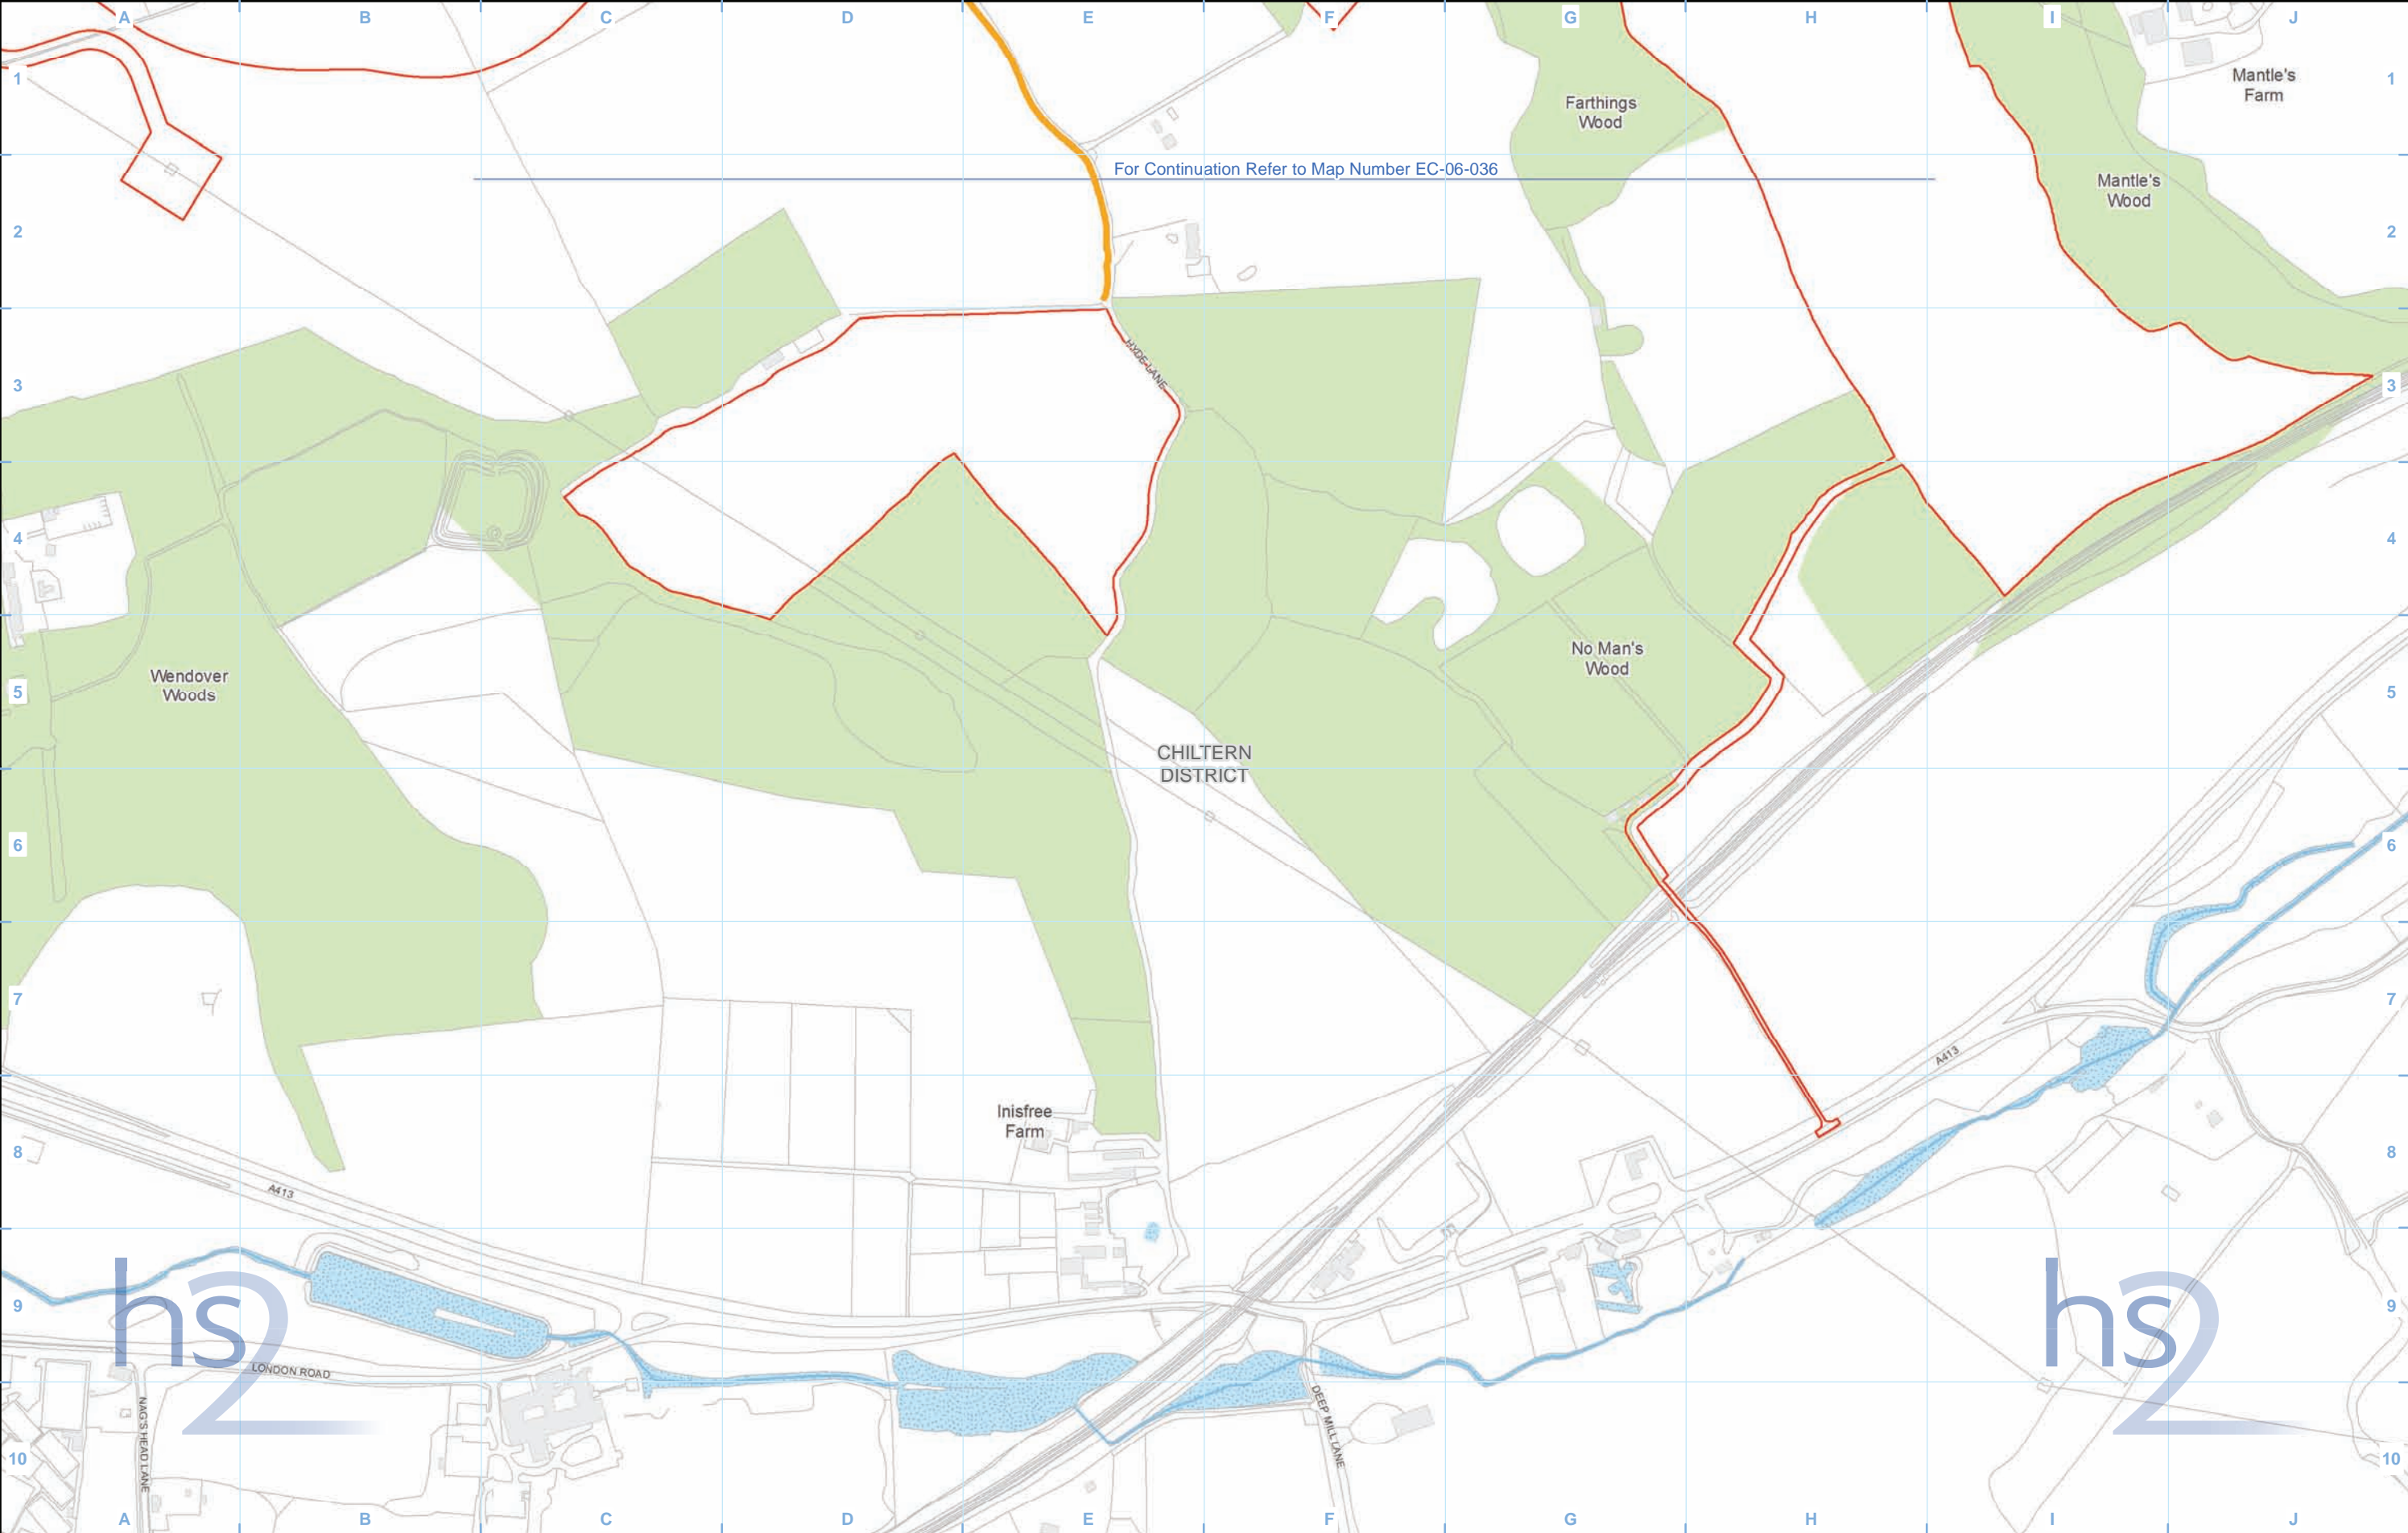 A B C D E F G H I J
1
1
Mantle's
Farm
Farthings
Wood
For Continuation Refer to Map Number EC-06-036
Mantle's
Wood
2
2
HYDE LANE
3
3
4
4
No Man's
Wood
Wendover
Woods
5
5
CHILTERN
DISTRICT
6
6
7
7
A413
Inisfree
Farm
8
8
A413
hs2
hs2
9
9
LONDON ROAD
NAG'S HEAD LANE
DEEP MILL LANE
10
10
A B C D E F G H I J